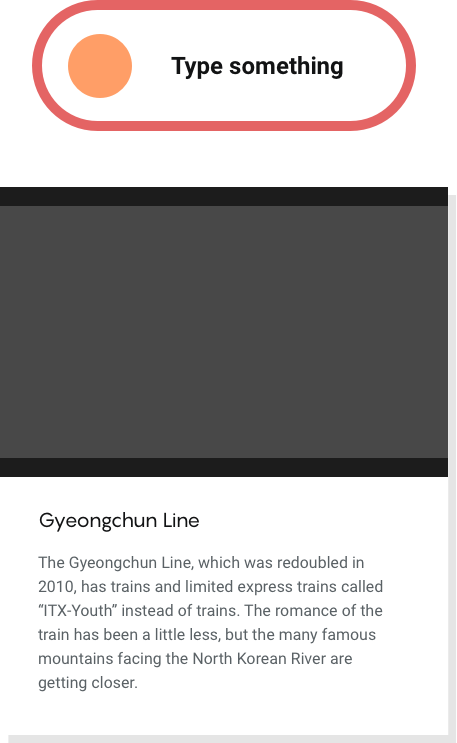 Type something
Gyeongchun Line
The Gyeongchun Line, which was redoubled in
2010, has trains and limited express trains called
“ITX-Youth” instead of trains. The romance of the
train has been a little less, but the many famous
mountains facing the North Korean River are
getting closer.